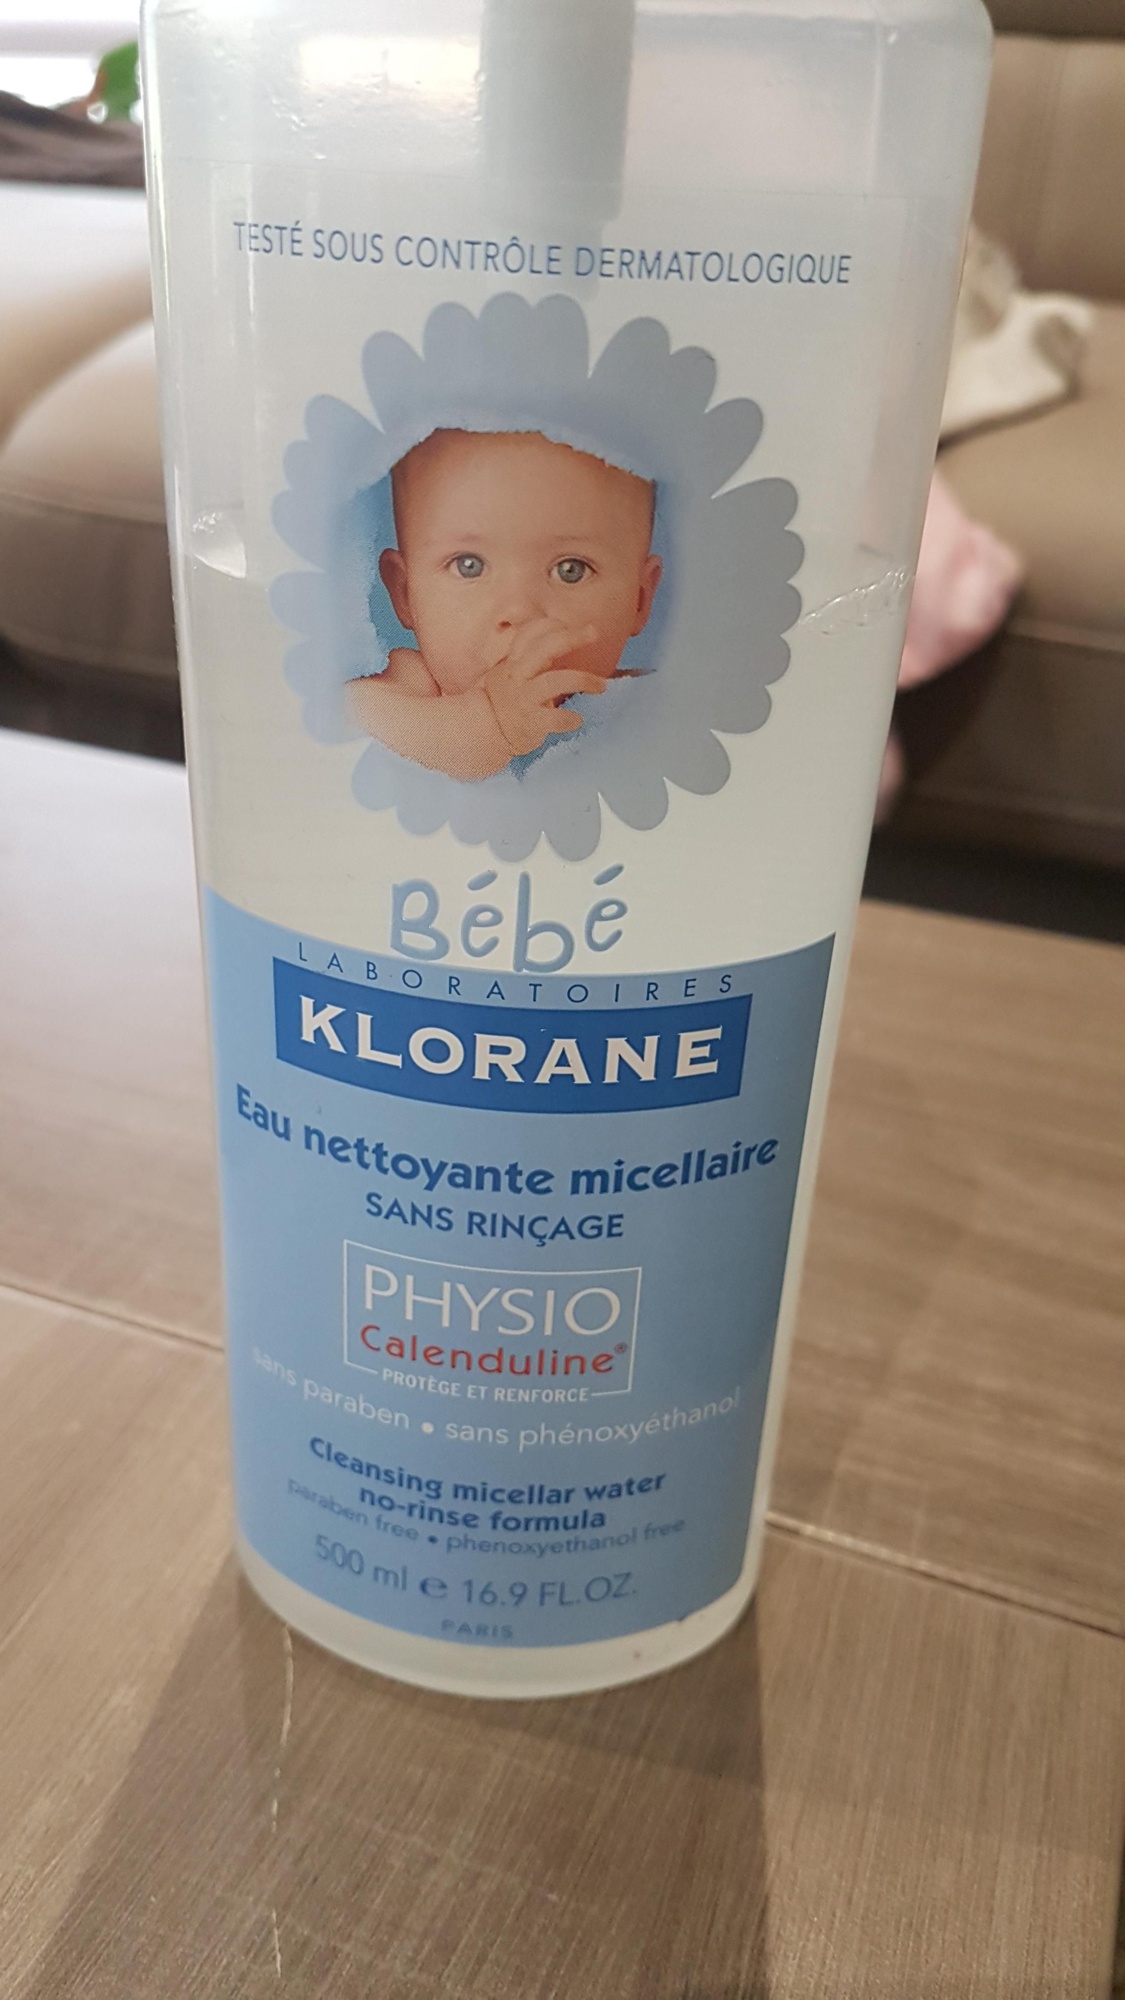 TESTÉ SOUS CONTRÔLE DERMATOLOGIQUE
Bébé
LABORATOIRES
KLORANE
Eau nettoyante micellaire
SANS RINÇAGE
PHYSIO
Calenduline®
PROTÈGE ET RENFORCE
sans paraben • sans phénoxyéthanol
Cleansing micellar water
no-rinse formula
paraben free • phenoxyethanol free
500 ml ℮ 16.9 FL.OZ.
PARIS